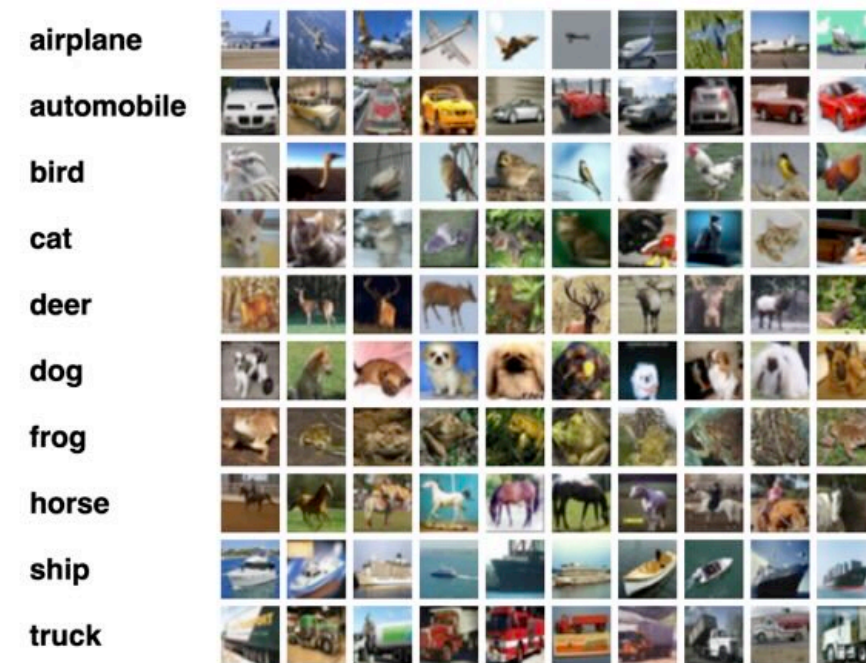 airplane
automobile
bird
cat
deer
dog
frog
horse
ship
truck